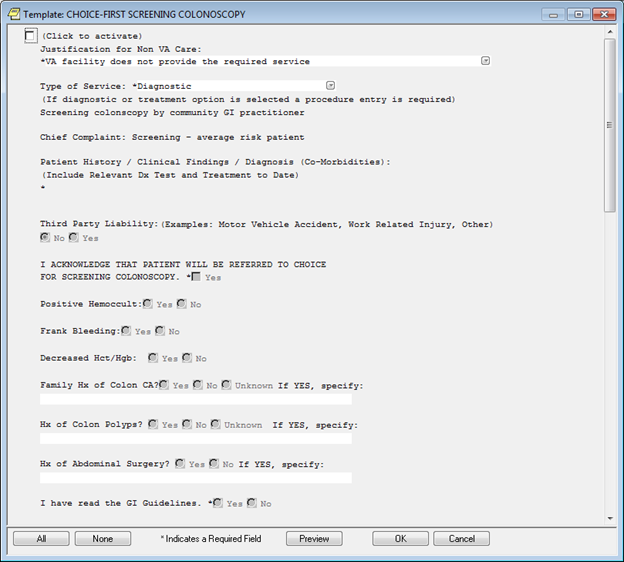 Template: CHOICE-FIRST SCREENING COLONOSCOPY
(Click to activate)
Justification for Non VA Care:
*VA facility does not provide the required service
Type of Service: *Diagnostic
(If diagnostic or treatment option is selected a procedure entry is required)
Screening colonscopy by community GI practitioner
Chief Complaint: Screening - average risk patient
Patient History / Clinical Findings / Diagnosis (Co-Morbidities):
(Include Relevant Dx Test and Treatment to Date)
*
Third Party Liability:(Examples: Motor Vehicle Accident, Work Related Injury, Other)
No Yes
I ACKNOWLEDGE THAT PATIENT WILL BE REFERRED TO CHOICE
FOR SCREENING COLONOSCOPY. * Yes
Positive Hemoccult: Yes No
Frank Bleeding: Yes No
Decreased Hct/Hgb: Yes No
Family Hx of Colon CA? Yes No Unknown If YES, specify:
Hx of Colon Polyps? Yes No Unknown If YES, specify:
Hx of Abdominal Surgery? Yes No If YES, specify:
I have read the GI Guidelines. * Yes No
All None * Indicates a Required Field Preview OK Cancel